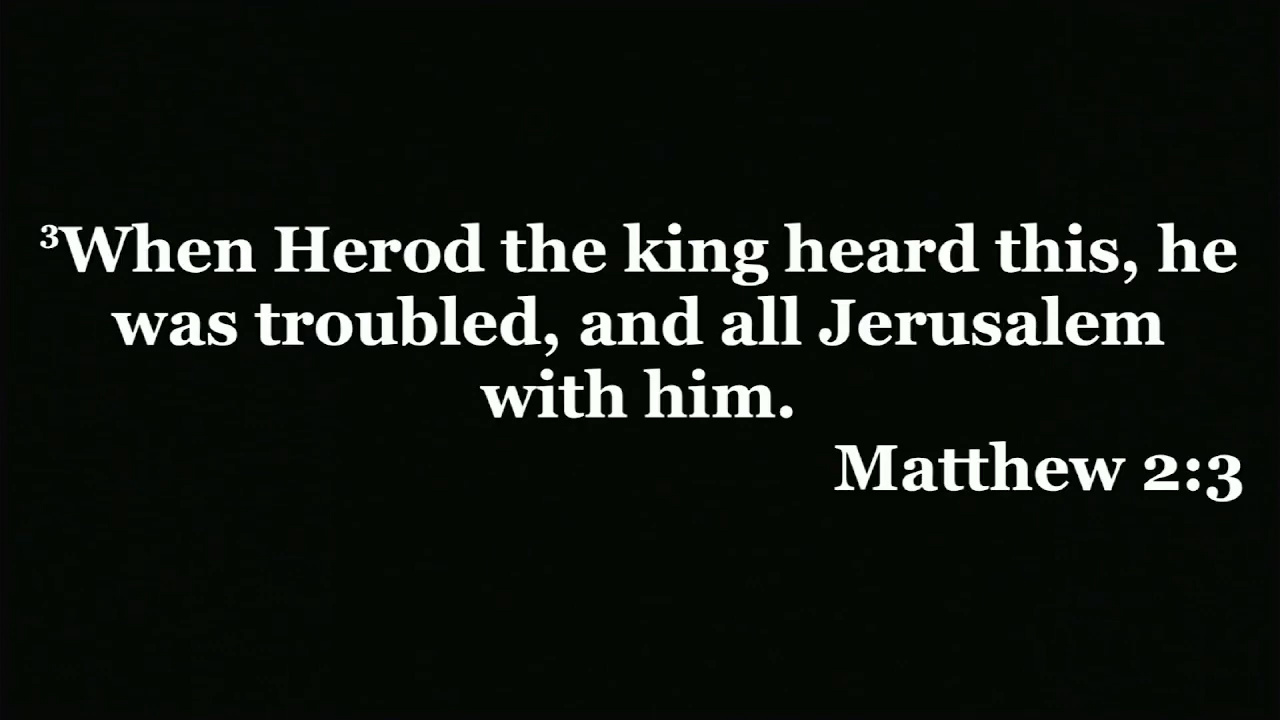 ³When Herod the king heard this, he
was troubled, and all Jerusalem
with him.
Matthew 2:3